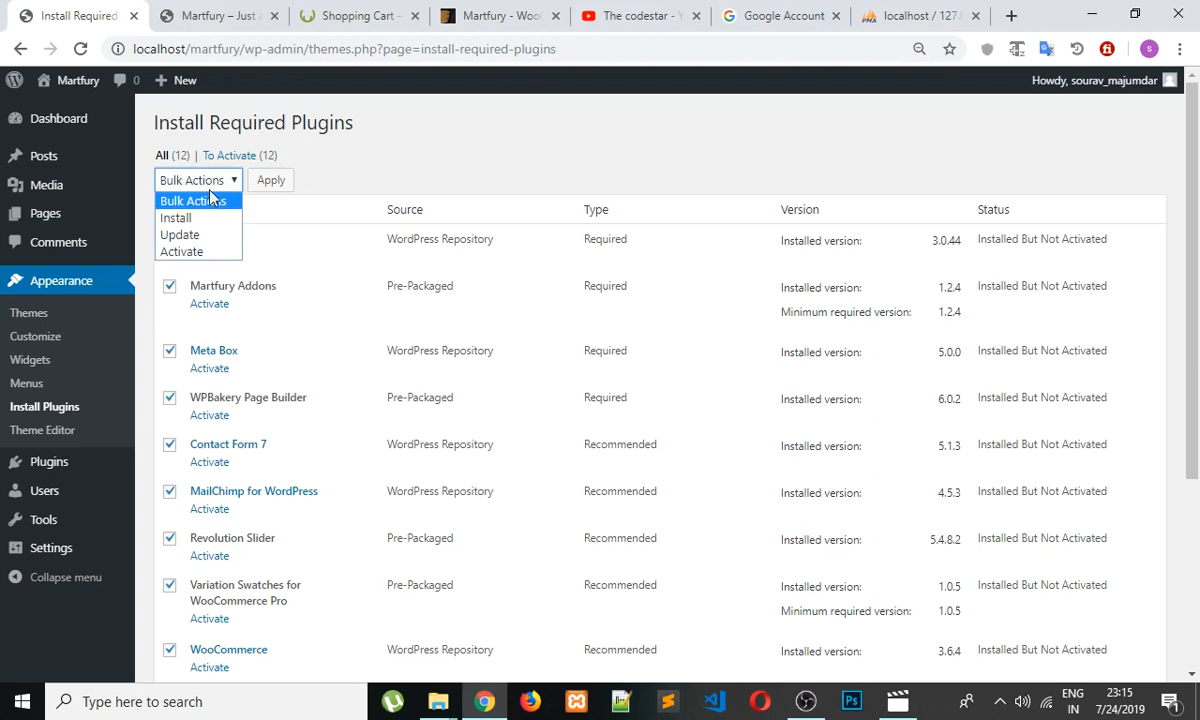 Install Required
Martfury – Just a
Shopping Cart –
Martfury - Woo
The codestar - Y
Google Account
localhost / 127.
localhost/martfury/wp-admin/themes.php?page=install-required-plugins
Martfury
0
New
Howdy, sourav_majumdar
Dashboard
Posts
Media
Pages
Comments
Appearance
Themes
Customize
Widgets
Menus
Install Plugins
Theme Editor
Plugins
Users
Tools
Settings
Collapse menu
Install Required Plugins
All (12) | To Activate (12)
Bulk Actions
Apply
Bulk Actions
Install
Update
Activate
Source Type Version Status
WordPress Repository Required Installed version: 3.0.44 Installed But Not Activated
Martfury Addons Pre-Packaged Required Installed version: 1.2.4 Installed But Not Activated
Activate Minimum required version: 1.2.4
Meta Box WordPress Repository Required Installed version: 5.0.0 Installed But Not Activated
Activate
WPBakery Page Builder Pre-Packaged Required Installed version: 6.0.2 Installed But Not Activated
Activate
Contact Form 7 WordPress Repository Recommended Installed version: 5.1.3 Installed But Not Activated
Activate
MailChimp for WordPress WordPress Repository Recommended Installed version: 4.5.3 Installed But Not Activated
Activate
Revolution Slider Pre-Packaged Recommended Installed version: 5.4.8.2 Installed But Not Activated
Activate
Variation Swatches for Pre-Packaged Recommended Installed version: 1.0.5 Installed But Not Activated
WooCommerce Pro Minimum required version: 1.0.5
Activate
WooCommerce WordPress Repository Recommended Installed version: 3.6.4 Installed But Not Activated
Activate
Type here to search
Ps
ENG
IN
23:15
7/24/2019
1